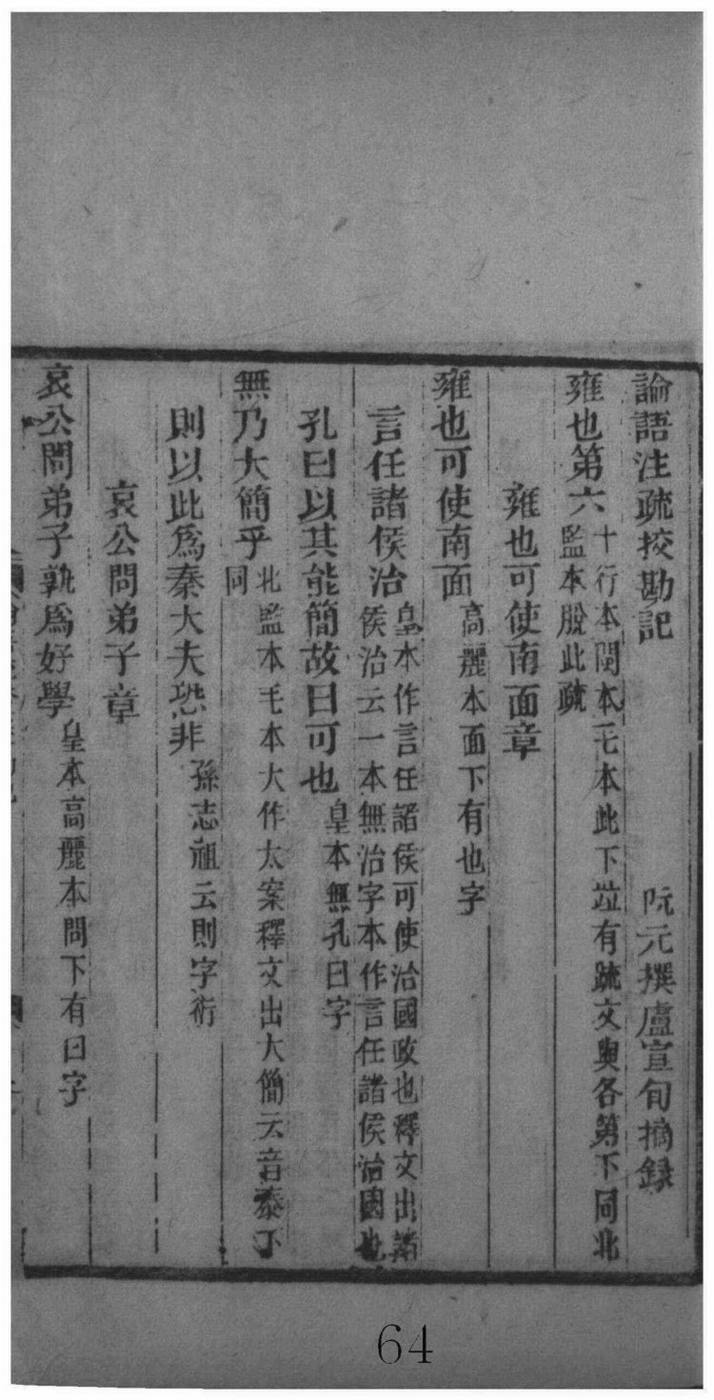 論語注疏挍勘記　阮元撰盧宣旬摘録
雍也第六十行本閩本毛本此下竝有疏文與各第下同北監本脫此疏
雍也可使南面章
雍也可使南面高麗本面下有也字
言任諸侯治皇本作言任諸侯可使治國政也釋文出諸侯治云一本無治字本作言任諸侯治國也
孔曰以其能簡故曰可也皇本無孔曰字
無乃大簡乎北監本毛本大作太案釋文出大簡云音泰下同
則以此爲秦大夫恐非孫志祖云則字衍
哀公問弟子章
哀公問弟子孰爲好學皇本高麗本問下有曰字
64